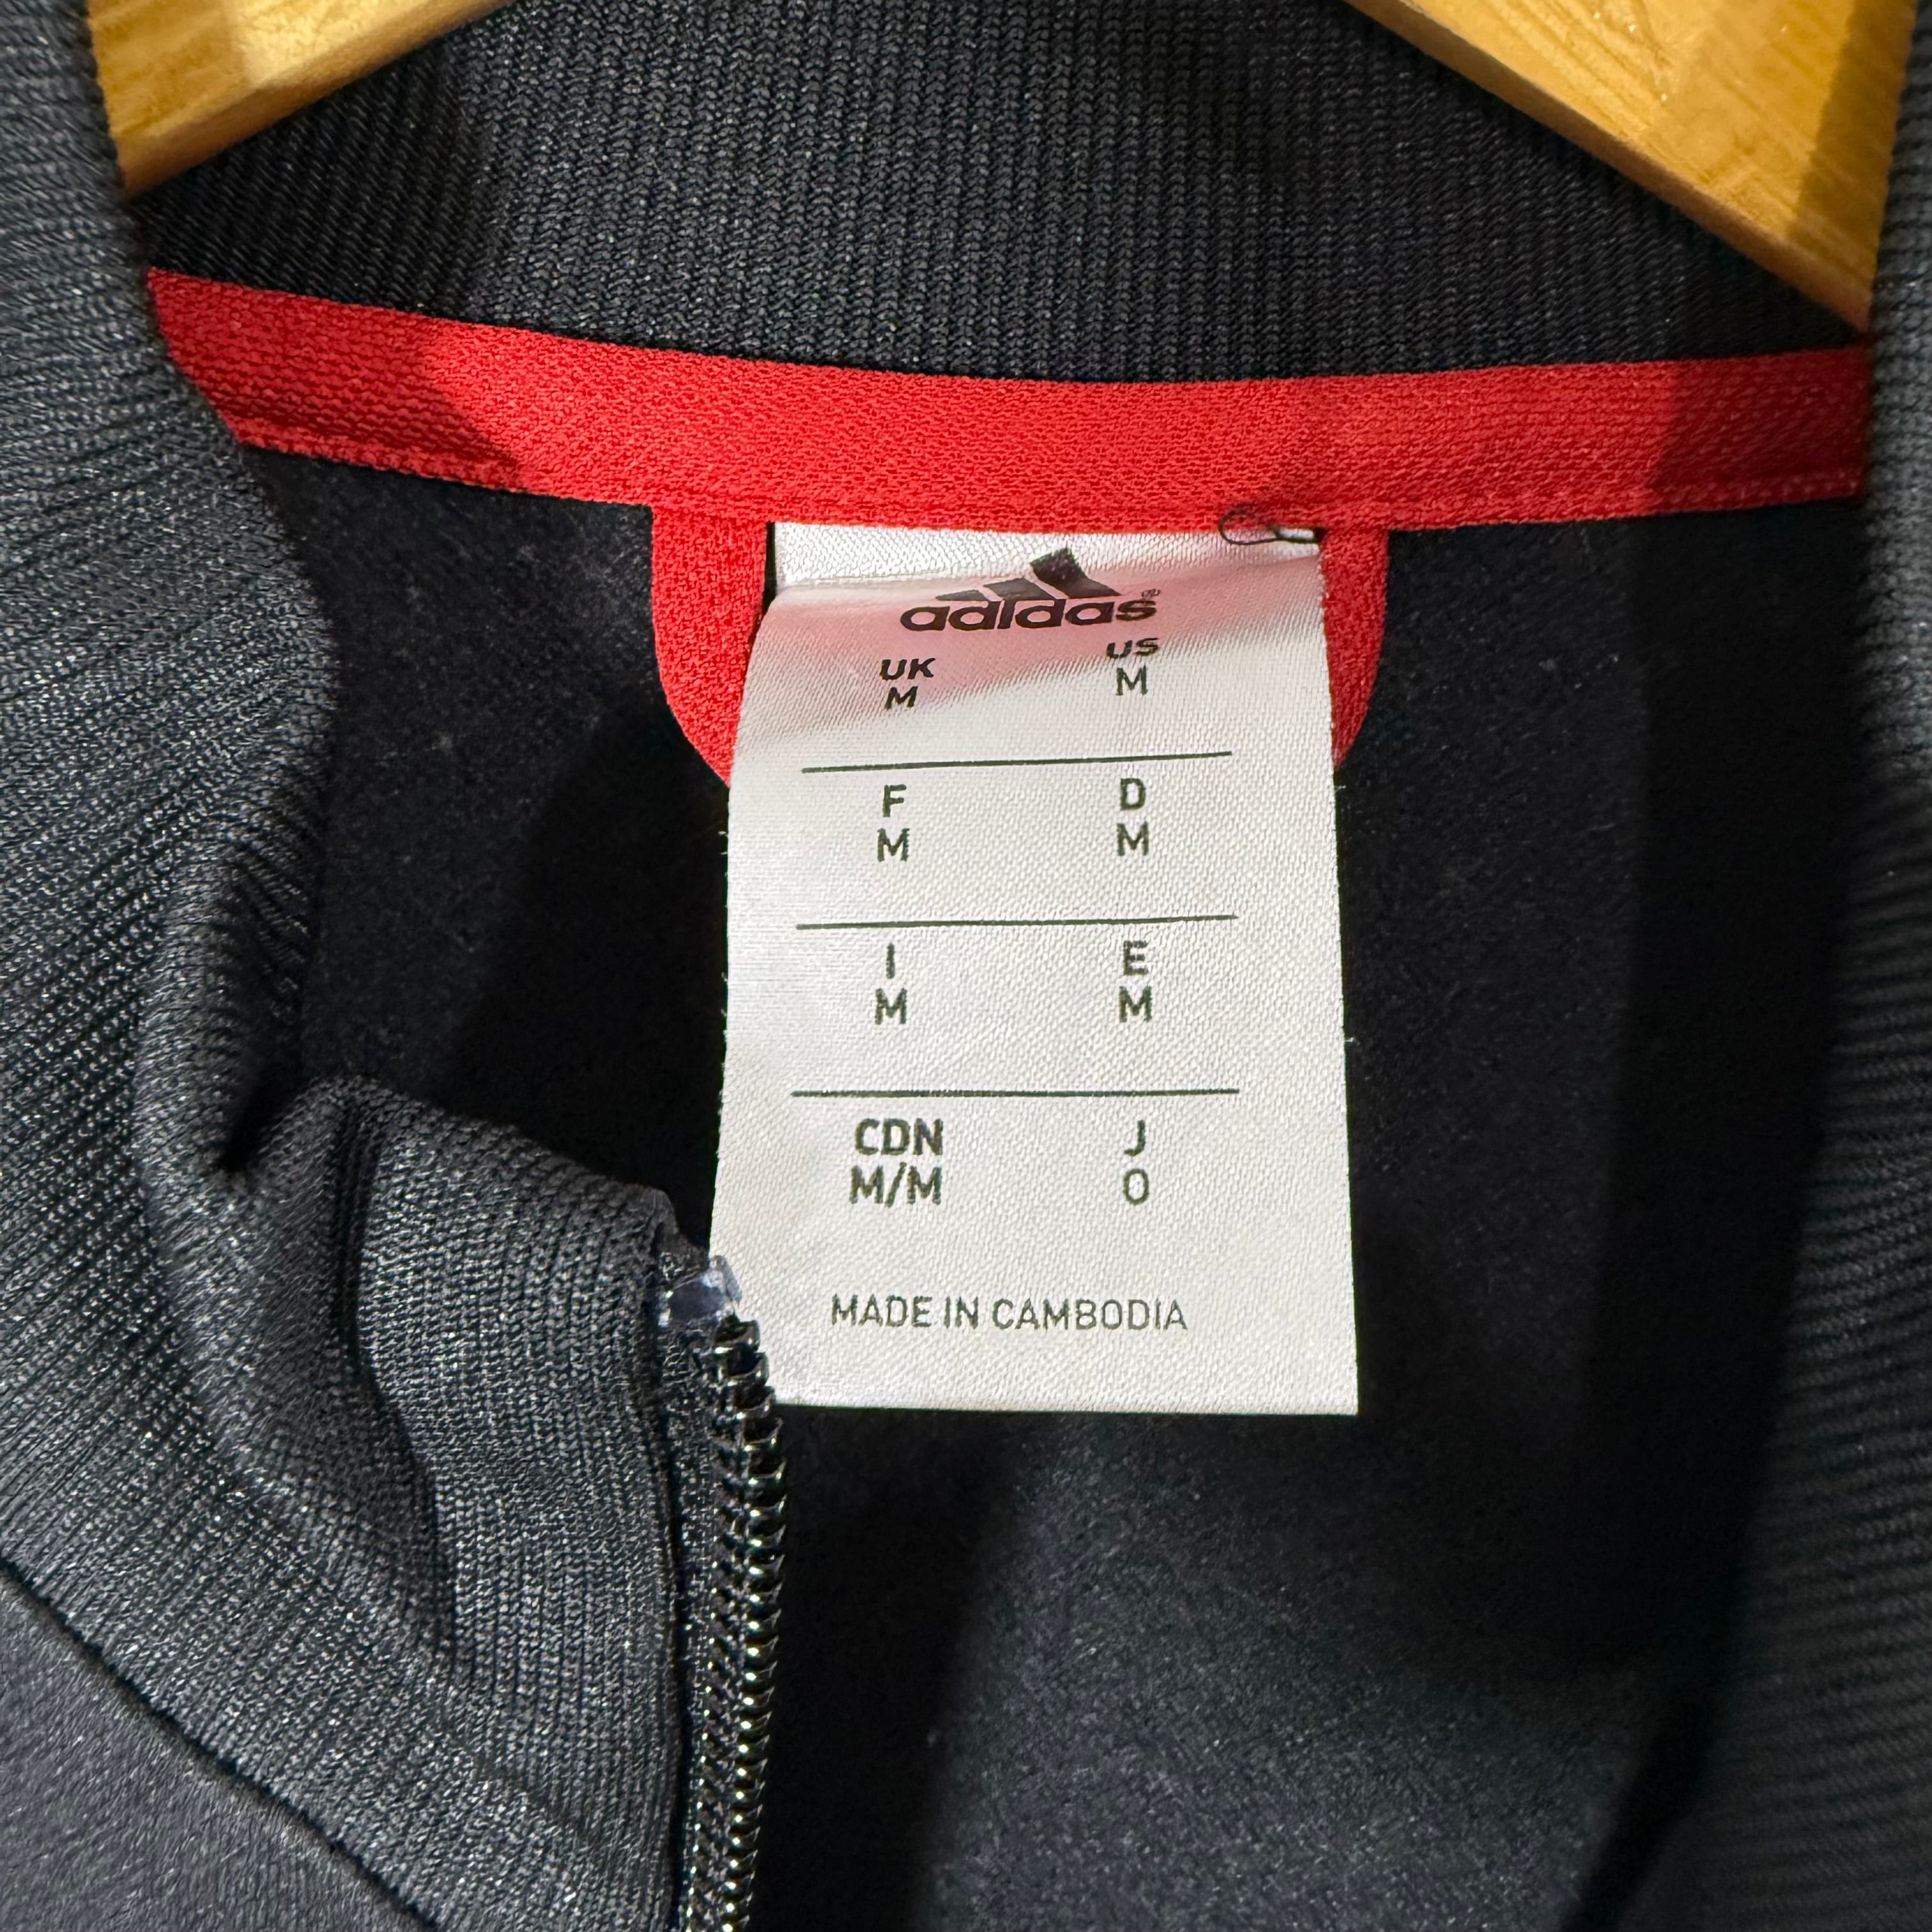 adidas®
UK US
M M
F D
M M
I E
M M
CDN J
M/M O
MADE IN CAMBODIA